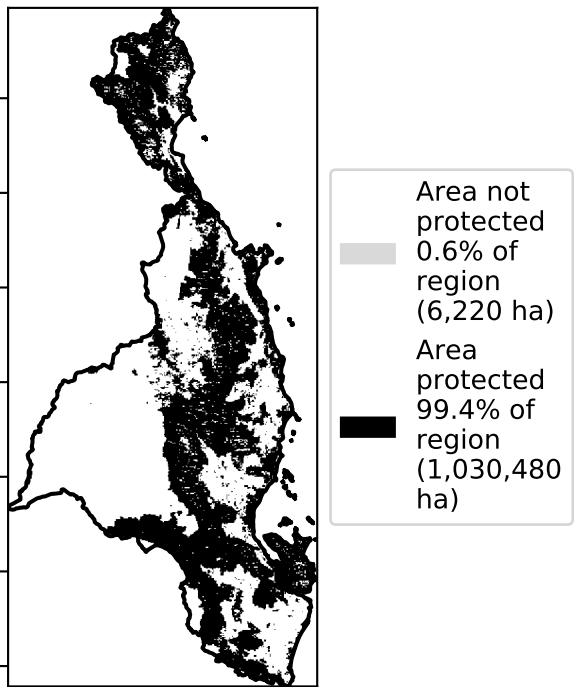 Area not
protected
0.6% of
region
(6,220 ha)
Area
protected
99.4% of
region
(1,030,480
ha)